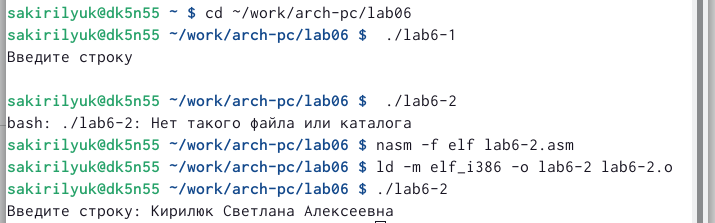 sakirilyuk@dk5n55 ~ $ cd ~/work/arch-pc/lab06
sakirilyuk@dk5n55 ~/work/arch-pc/lab06 $  ./lab6-1
Введите строку

sakirilyuk@dk5n55 ~/work/arch-pc/lab06 $  ./lab6-2
bash: ./lab6-2: Нет такого файла или каталога
sakirilyuk@dk5n55 ~/work/arch-pc/lab06 $ nasm -f elf lab6-2.asm
sakirilyuk@dk5n55 ~/work/arch-pc/lab06 $ ld -m elf_i386 -o lab6-2 lab6-2.o
sakirilyuk@dk5n55 ~/work/arch-pc/lab06 $ ./lab6-2
Введите строку: Кирилюк Светлана Алексеевна